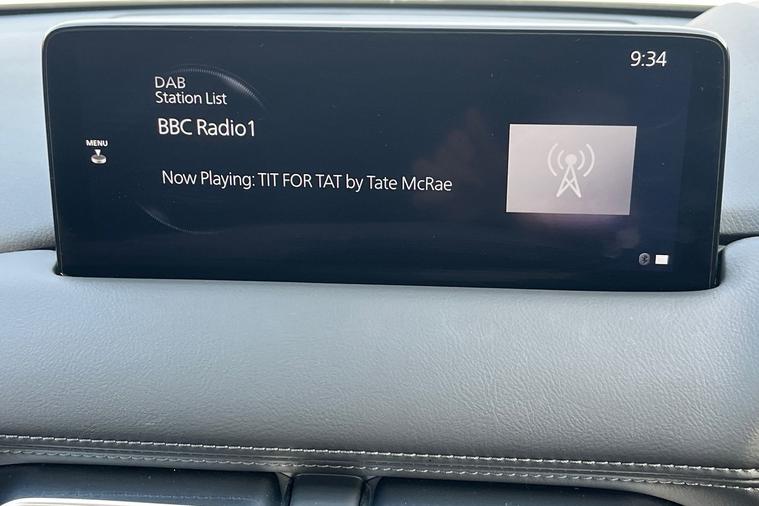 9:34
DAB
Station List
BBC Radio1
MENU
Now Playing: TIT FOR TAT by Tate McRae